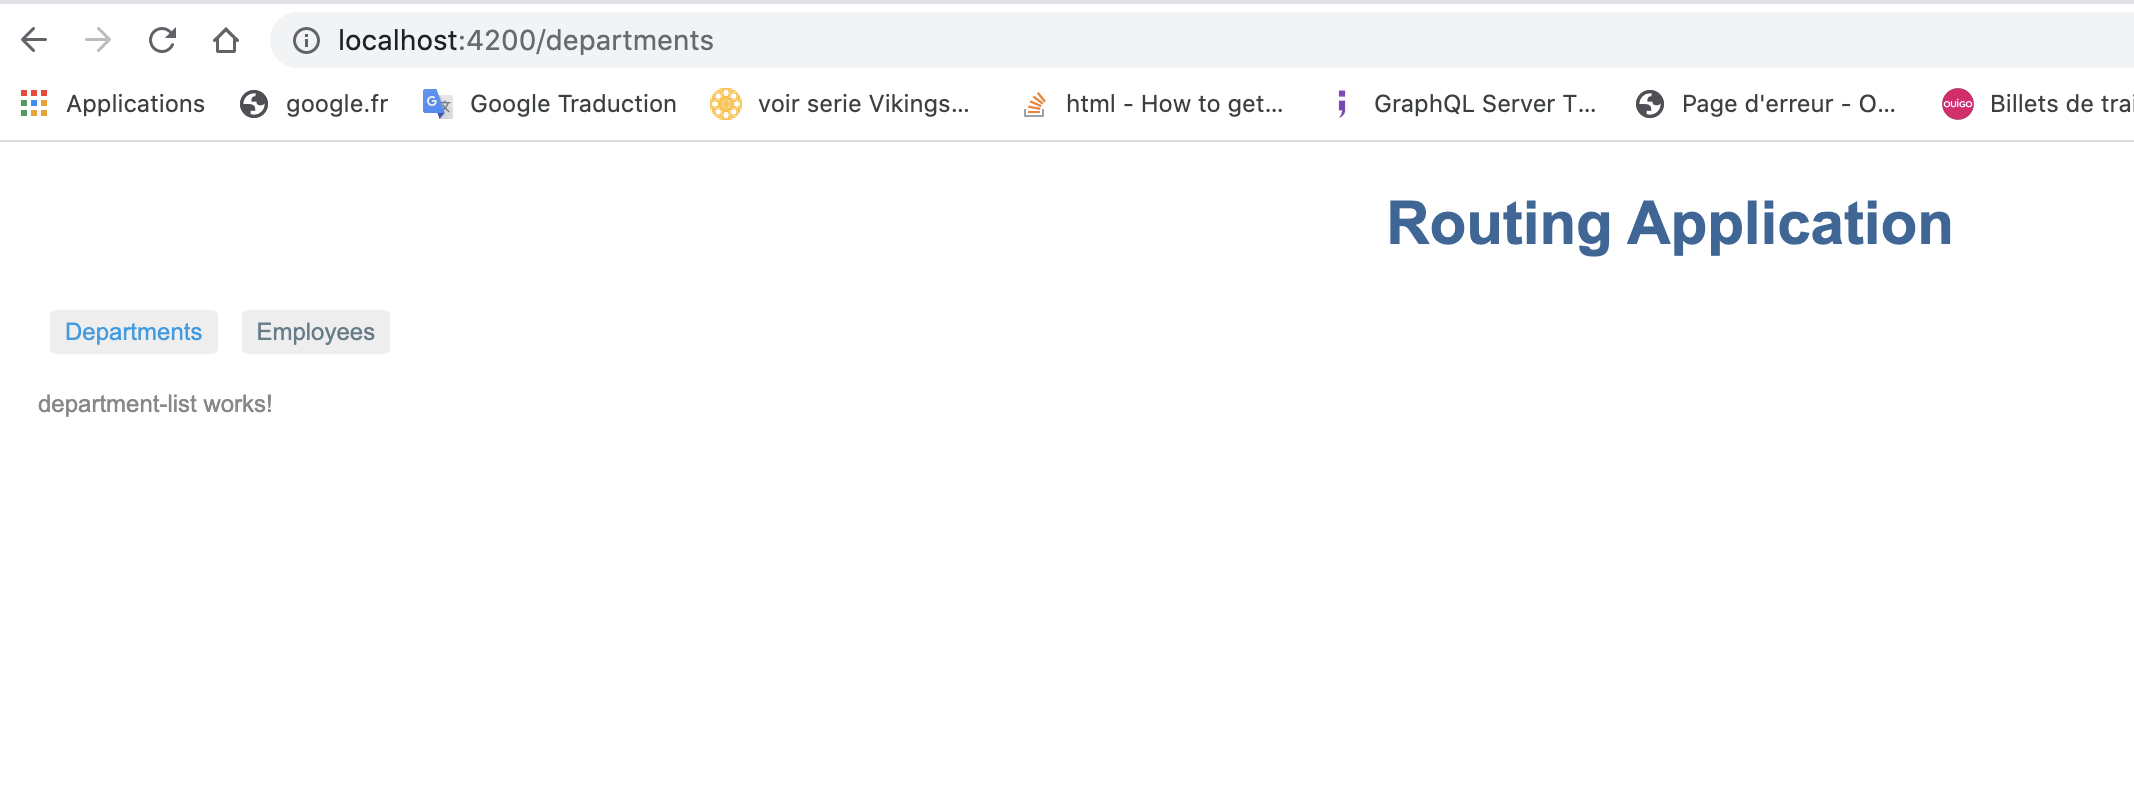 localhost:4200/departments
Applications google.fr Google Traduction voir serie Vikings... html - How to get... GraphQL Server T... Page d'erreur - O... OUIGO Billets de trai
Routing Application
Departments Employees
department-list works!